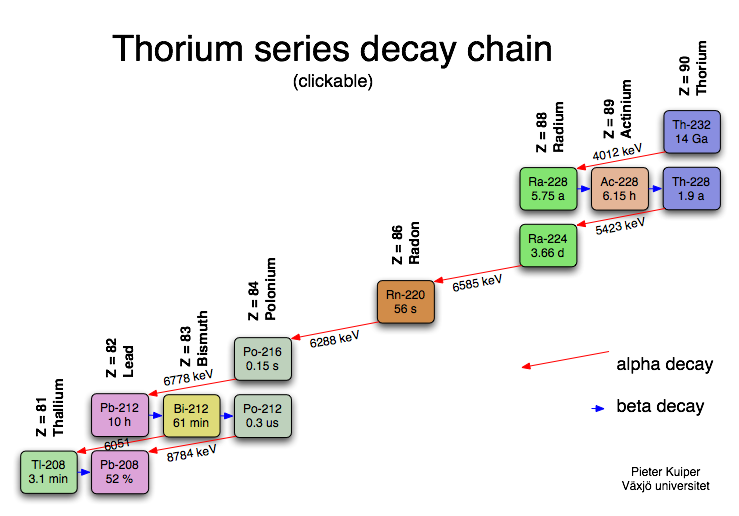 Thorium series decay chain
(clickable)
Z = 90
Thorium
Z = 89
Actinium
Z = 88
Radium
Th-232
14 Ga
4012 keV
Ra-228
5.75 a
Ac-228
6.15 h
Th-228
1.9 a
5423 keV
Ra-224
3.66 d
Z = 86
Radon
6585 keV
Rn-220
56 s
Z = 84
Polonium
6288 keV
Po-216
0.15 s
Z = 83
Bismuth
Z = 82
Lead
6778 keV
Pb-212
10 h
Bi-212
61 min
Po-212
0.3 us
Z = 81
Thallium
6051
8784 keV
Tl-208
3.1 min
Pb-208
52 %
alpha decay
beta decay
Pieter Kuiper
Växjö universitet